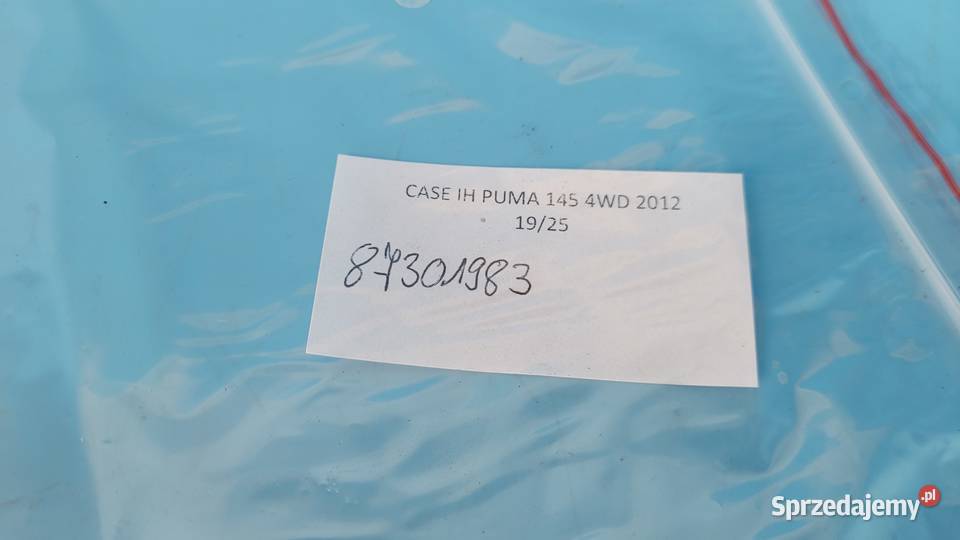 CASE IH PUMA 145 4WD 2012
19/25
87301983
Sprzedajemy.pl